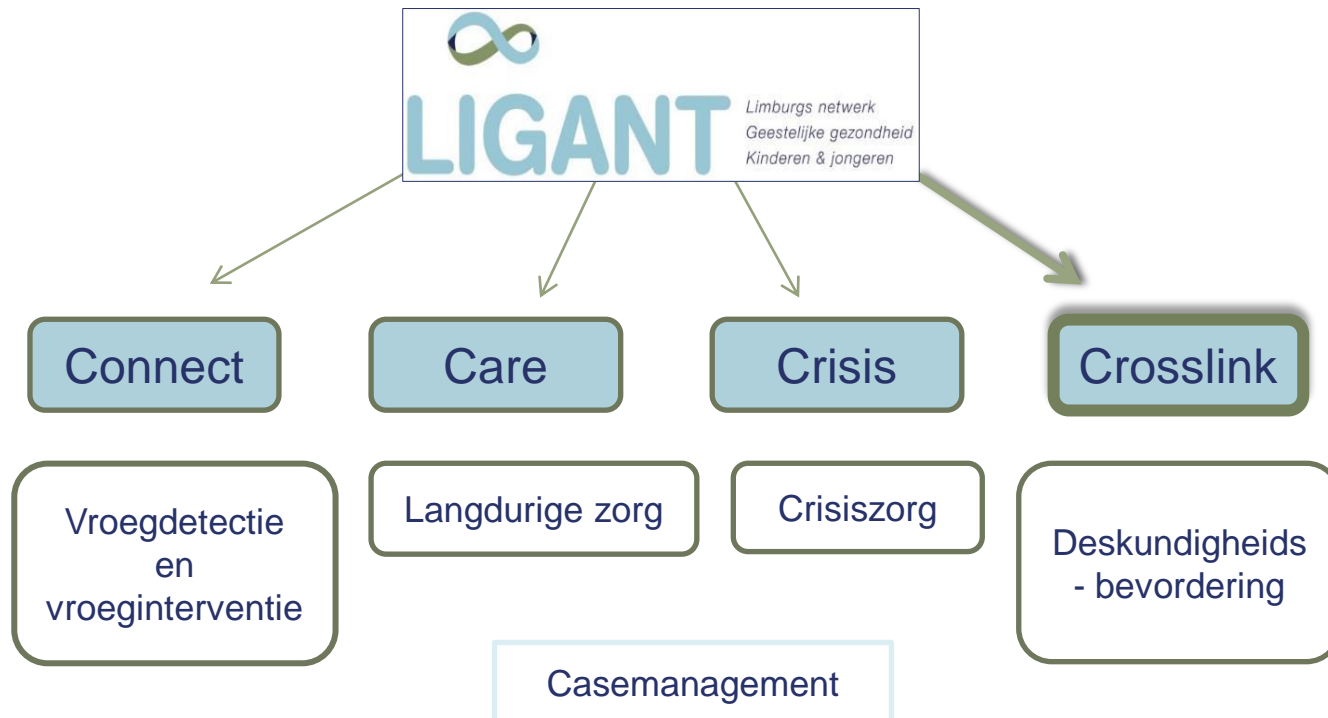 LIGANT
Limburgs netwerk
Geestelijke gezondheid
Kinderen & jongeren
Connect
Care
Crisis
Crosslink
Vroegdetectie
en
vroeginterventie
Langdurige zorg
Crisiszorg
Deskundigheids
- bevordering
Casemanagement